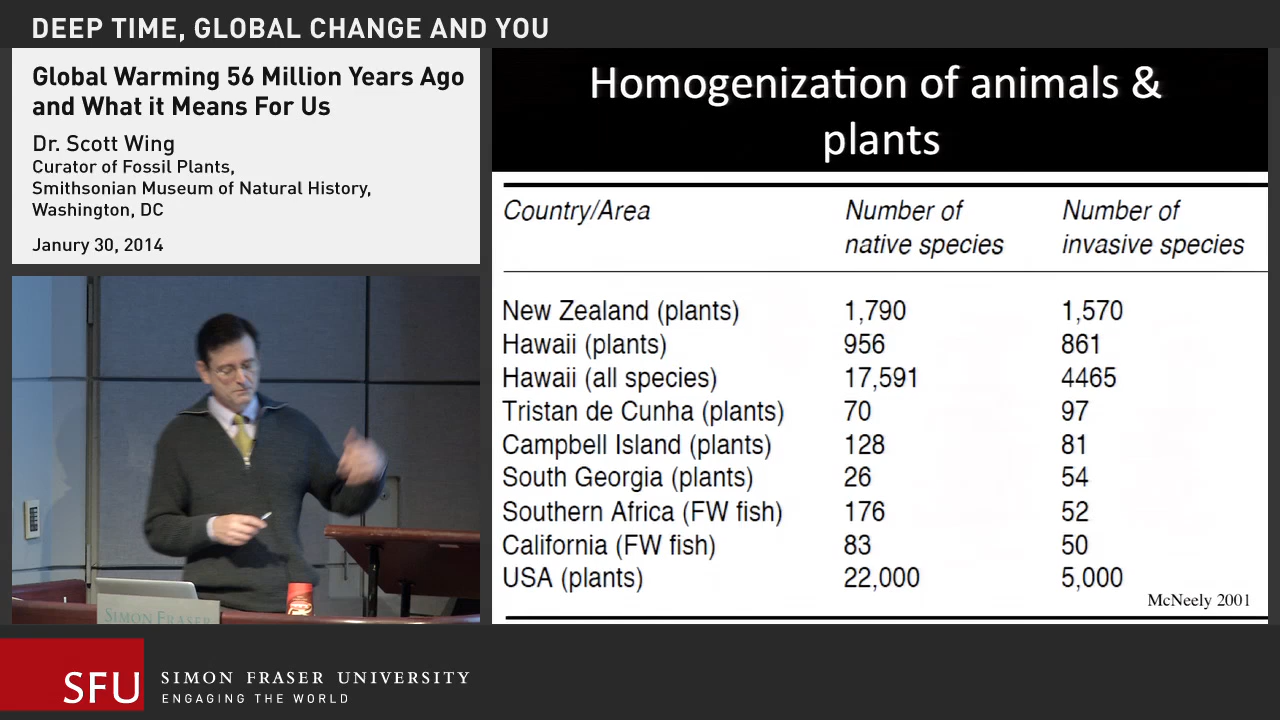 DEEP TIME, GLOBAL CHANGE AND YOU
Global Warming 56 Million Years Ago
and What it Means For Us
Dr. Scott Wing
Curator of Fossil Plants,
Smithsonian Museum of Natural History,
Washington, DC
Janury 30, 2014
Homogenization of animals &
plants
Country/Area Number of native species Number of invasive species
New Zealand (plants) 1,790 1,570
Hawaii (plants) 956 861
Hawaii (all species) 17,591 4465
Tristan de Cunha (plants) 70 97
Campbell Island (plants) 128 81
South Georgia (plants) 26 54
Southern Africa (FW fish) 176 52
California (FW fish) 83 50
USA (plants) 22,000 5,000
McNeely 2001
SIMON FRASER
SFU
SIMON FRASER UNIVERSITY
ENGAGING THE WORLD